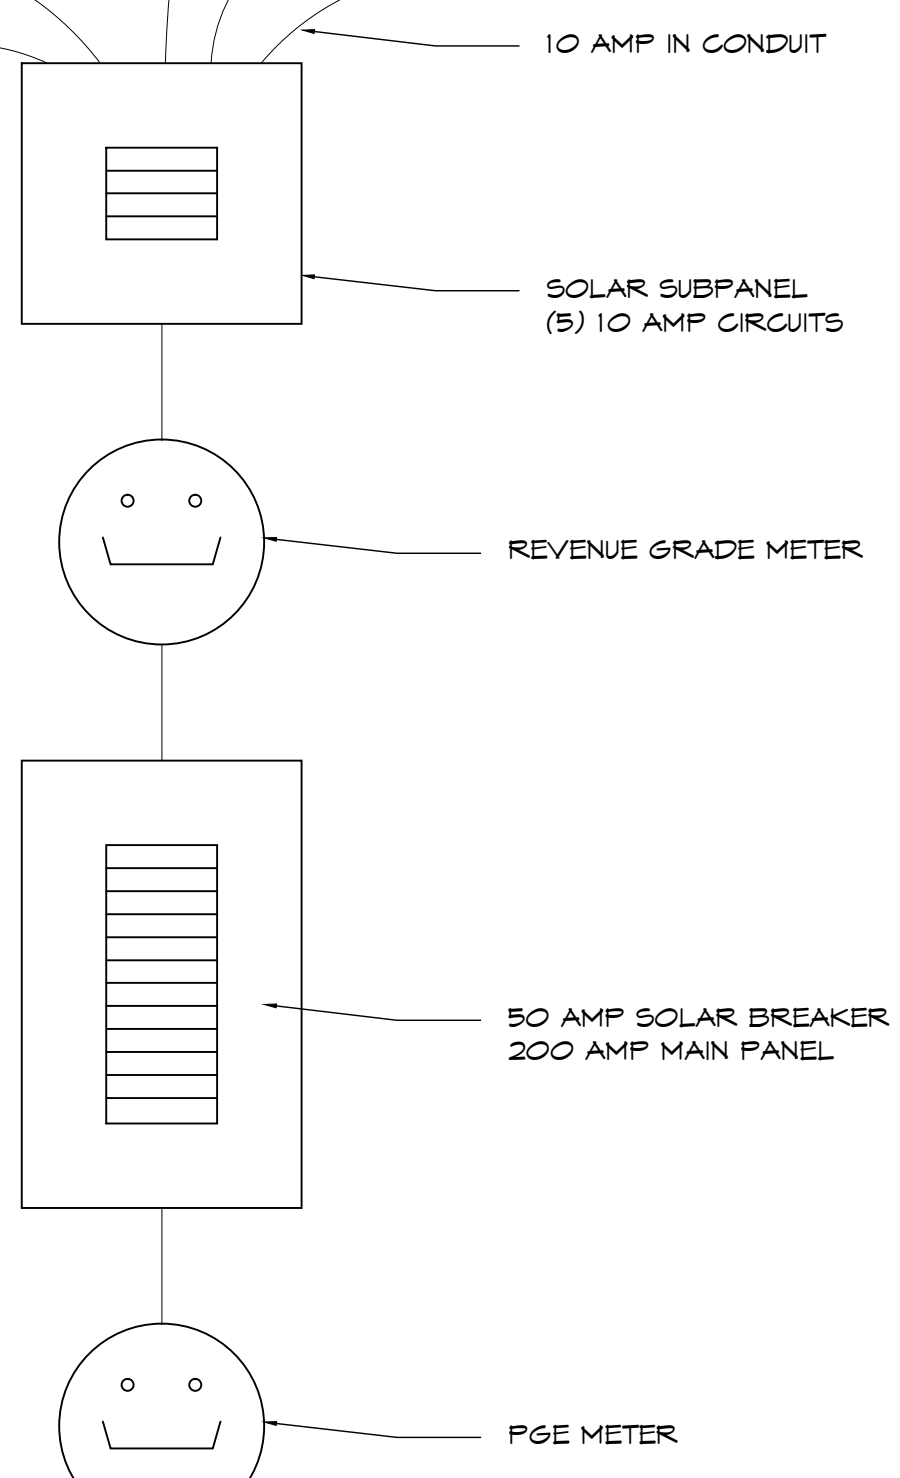 10 AMP IN CONDUIT
SOLAR SUBPANEL
(5) 10 AMP CIRCUITS
REVENUE GRADE METER
50 AMP SOLAR BREAKER
200 AMP MAIN PANEL
PGE METER